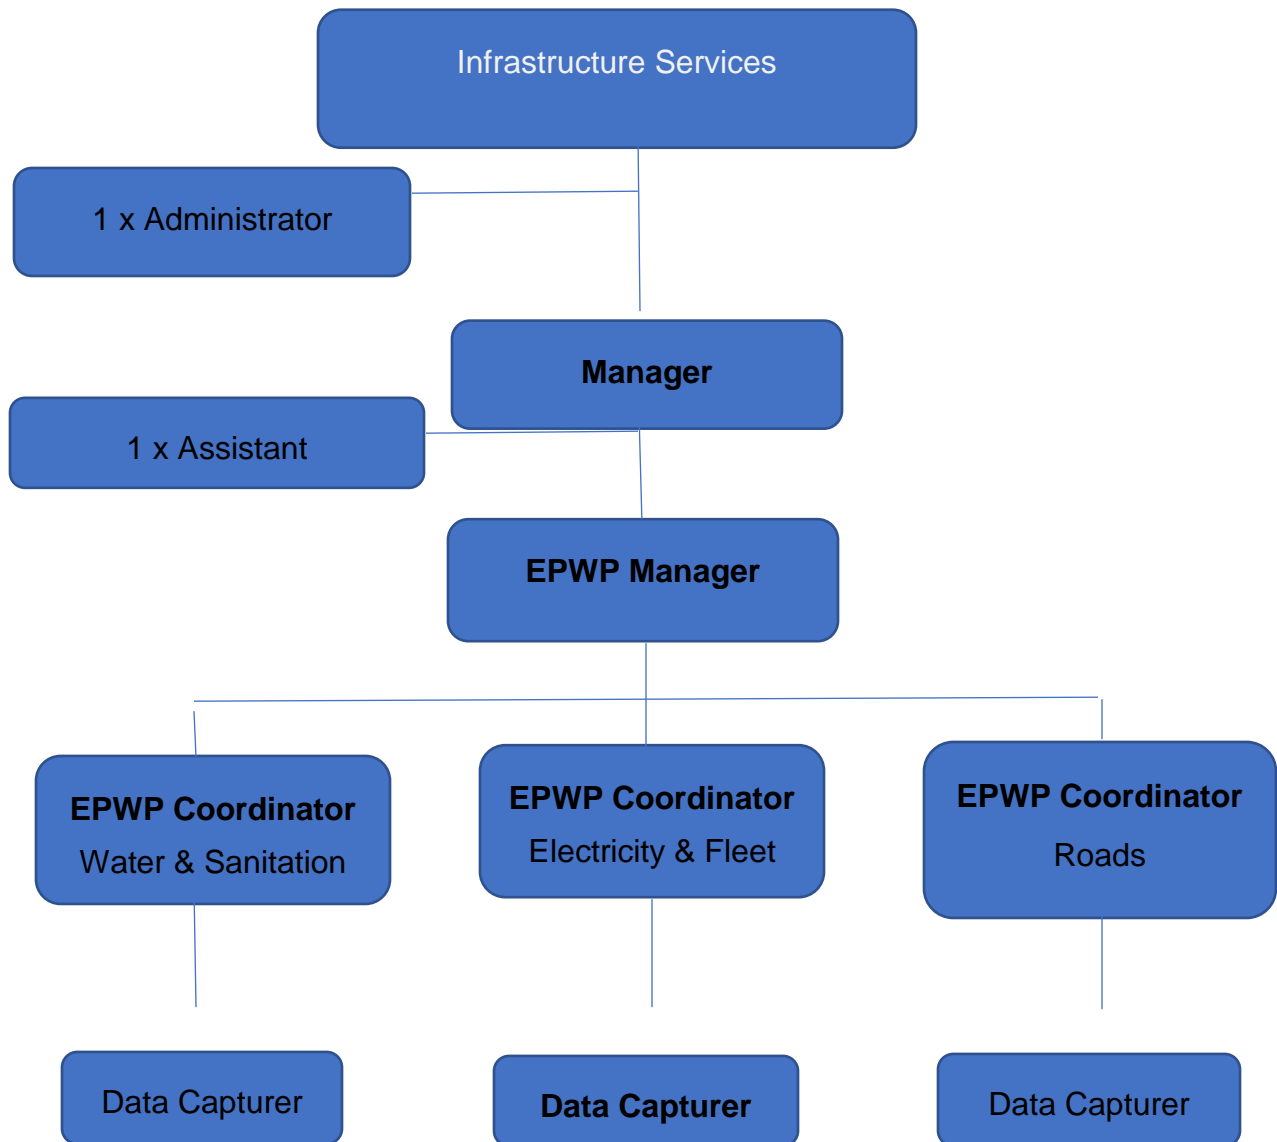 Infrastructure Services
1 x Administrator
Manager
1 x Assistant
EPWP Manager
EPWP Coordinator
Water & Sanitation
EPWP Coordinator
Electricity & Fleet
EPWP Coordinator
Roads
Data Capturer
Data Capturer
Data Capturer